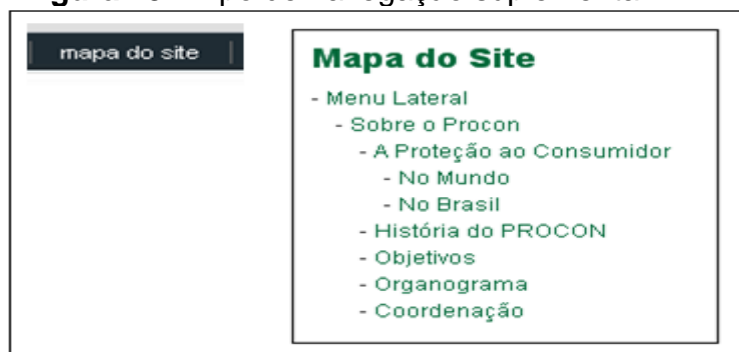 mapa do site
Mapa do Site
- Menu Lateral
- Sobre o Procon
- A Proteção ao Consumidor
- No Mundo
- No Brasil
- História do PROCON
- Objetivos
- Organograma
- Coordenação